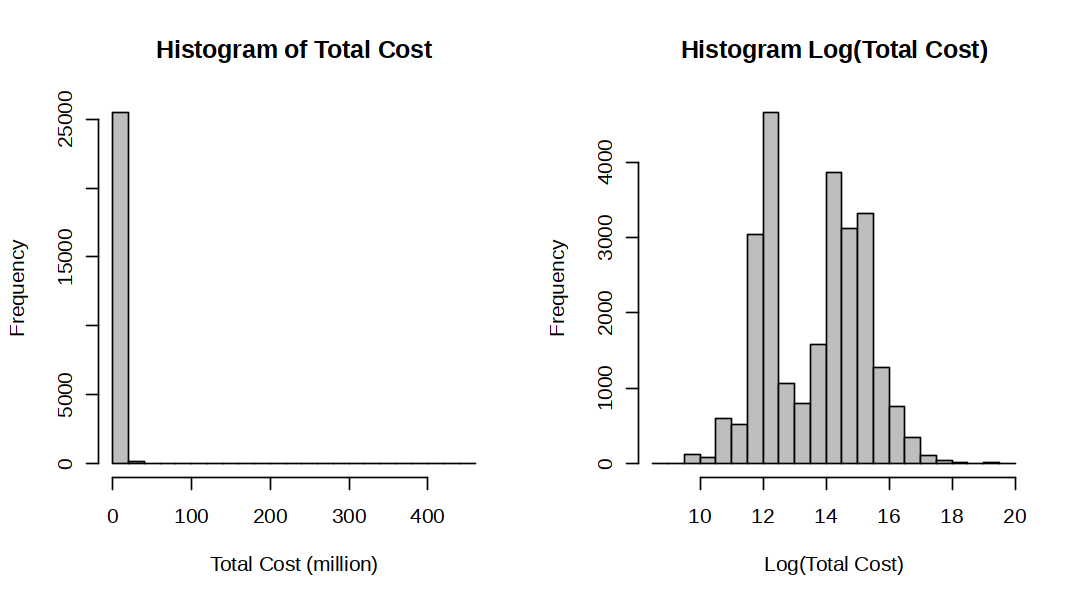 Histogram of Total Cost
Frequency
25000
15000
5000
0
0 100 200 300 400
Total Cost (million)
Histogram Log(Total Cost)
Frequency
4000
3000
2000
1000
0
10 12 14 16 18 20
Log(Total Cost)